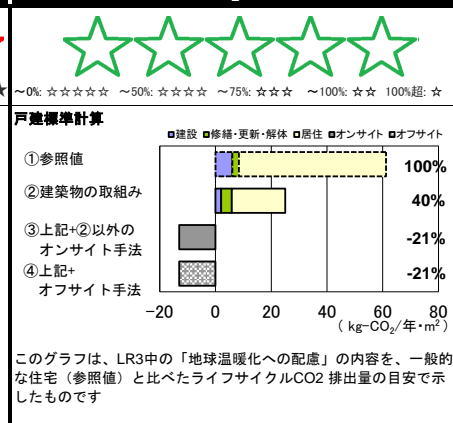 ~0%: ☆☆☆☆☆ ~50%: ☆☆☆☆ ~75%: ☆☆☆ ~100%: ☆☆ 100%超: ☆
戸建標準計算
■建設 ■修繕・更新・解体 □居住 ■オンサイト ■オフサイト
①参照値
100%
②建築物の取組み
40%
③上記+②以外の
オンサイト手法
-21%
④上記+
オフサイト手法
-21%
-20 0 20 40 60 80
( kg-CO₂/年・m² )
このグラフは、LR3中の「地球温暖化への配慮」の内容を、一般的
な住宅（参照値）と比べたライフサイクルCO2 排出量の目安で示
したものです